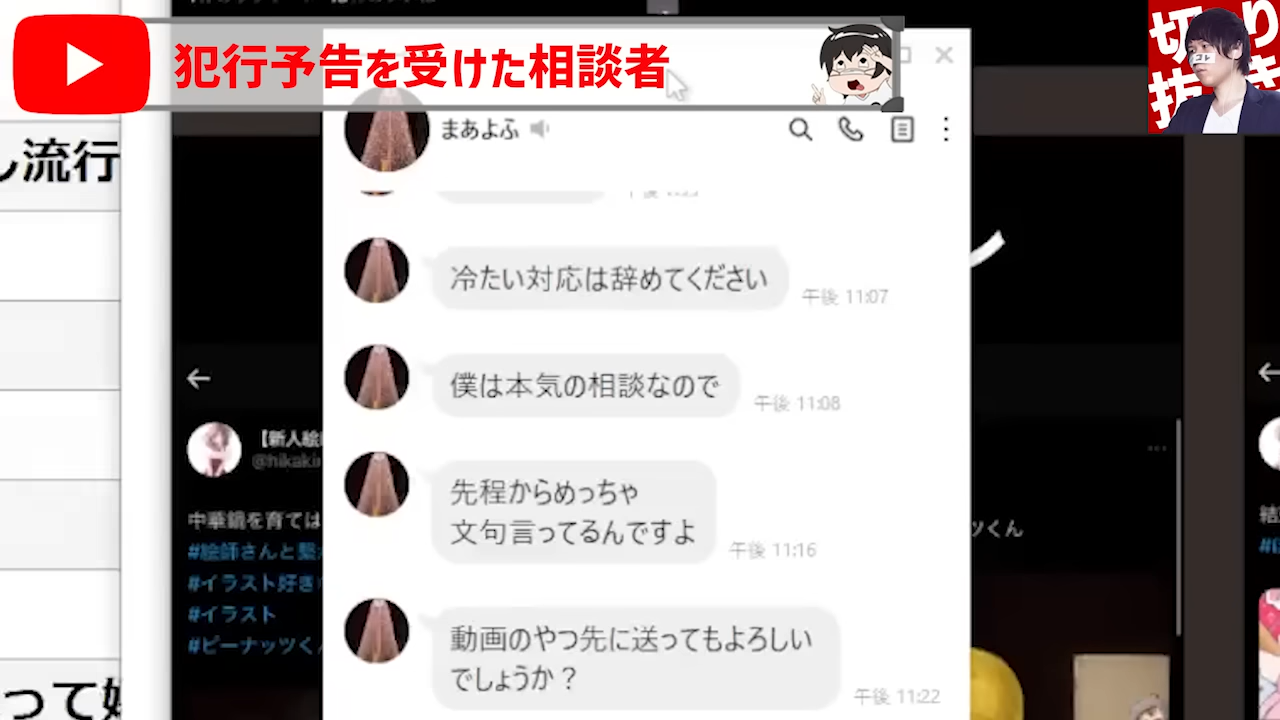 犯行予告を受けた相談者
切り抜き
コレ
まあよふ
し流行
冷たい対応は辞めてください
午後 11:07
僕は本気の相談なので
午後 11:08
先程からめっちゃ
文句言ってるんですよ
午後 11:16
動画のやつ先に送ってもよろしい
でしょうか？
午後 11:22
【新人絵
@hikakin
中華鍋を育ては
#絵師さんと繋
#イラスト好き
#イラスト
#ピーナッツく
ツくん
結
って